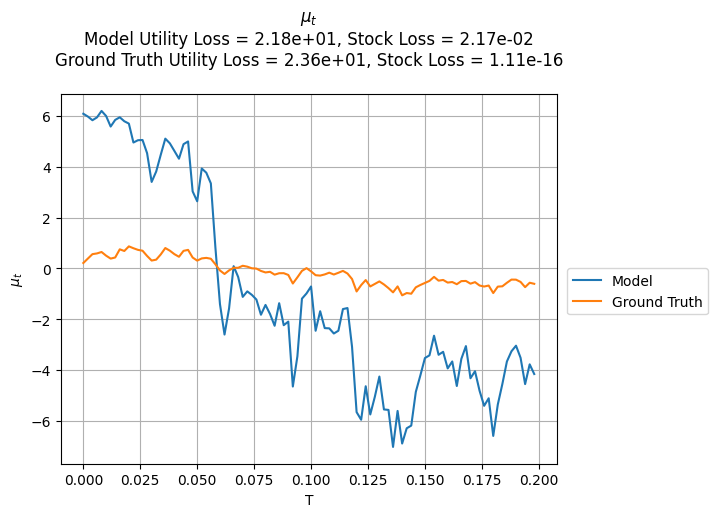 μₜ
Model Utility Loss = 2.18e+01, Stock Loss = 2.17e-02
Ground Truth Utility Loss = 2.36e+01, Stock Loss = 1.11e-16
6
4
2
0
−2
−4
−6
μₜ
0.000 0.025 0.050 0.075 0.100 0.125 0.150 0.175 0.200
T
Model
Ground Truth